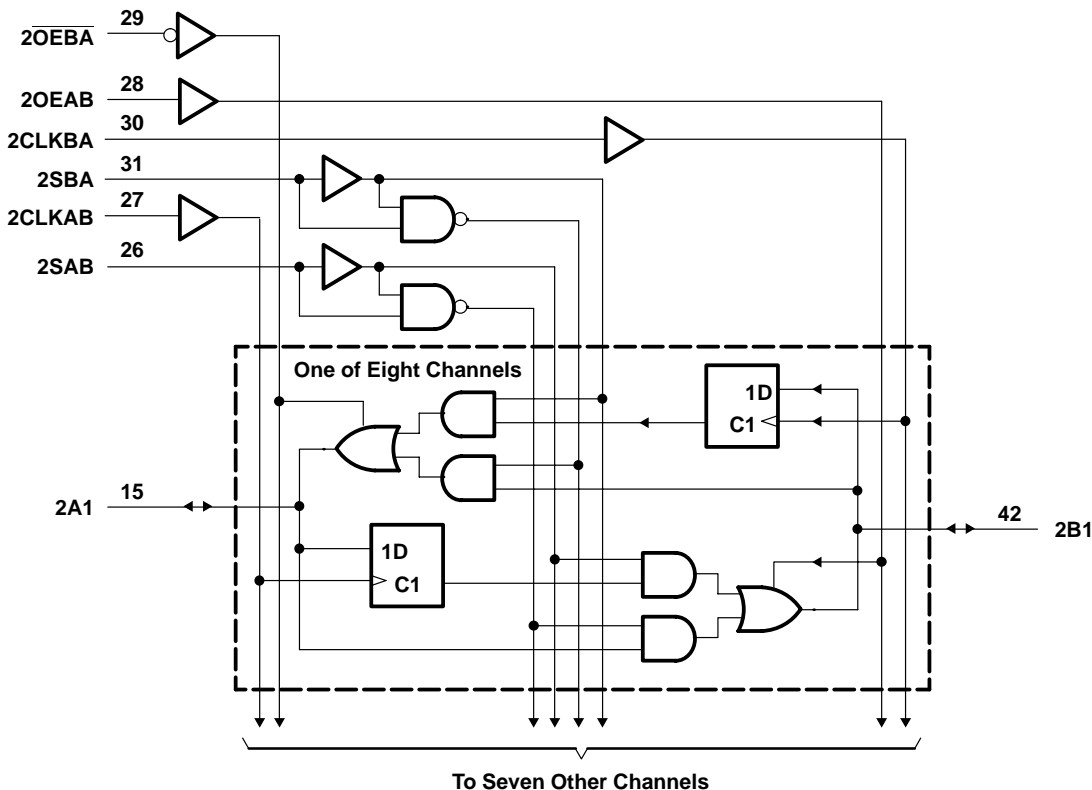 29
2O̅E̅B̅A̅
28
2OEAB
30
2CLKBA
31
2SBA
27
2CLKAB
26
2SAB
One of Eight Channels
1D
C1
15
2A1
42
2B1
1D
C1
To Seven Other Channels